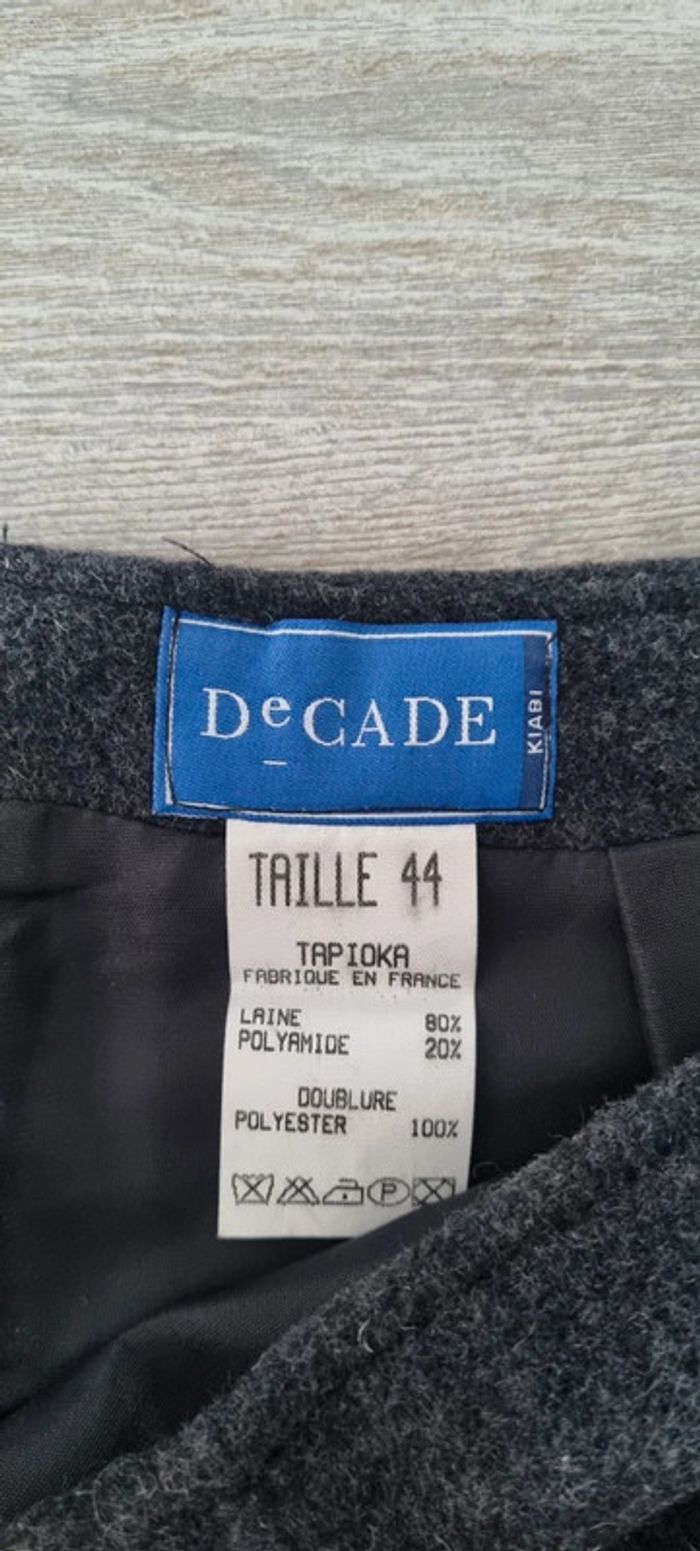 DeCADE
KIABI
TAILLE 44
TAPIOKA
FABRIQUE EN FRANCE
LAINE 80%
POLYAMIDE 20%
DOUBLURE
POLYESTER 100%
P